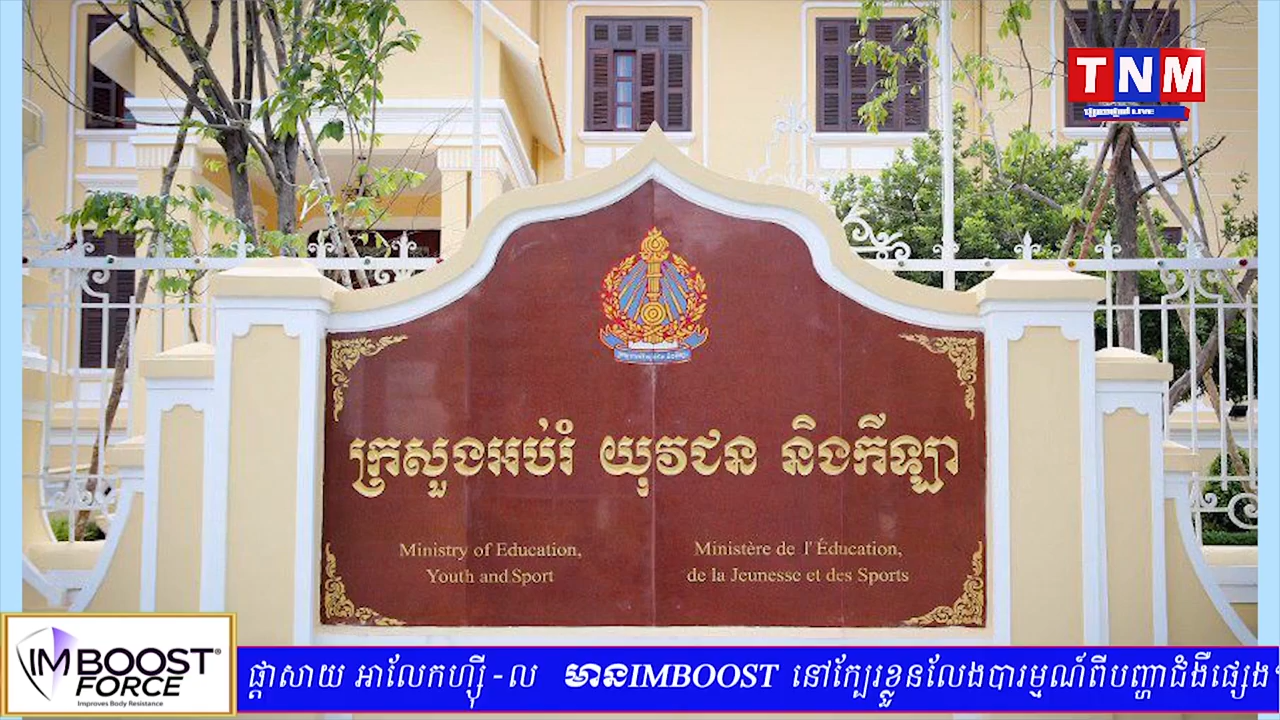 TNM
ក្រសួងអប់រំ យុវជន និងកីឡា
Ministry of Education,
Youth and Sport
Ministère de l'Éducation,
de la Jeunesse et des Sports
IMBOOST®
FORCE
Improves Body Resistance
ផ្តាសាយ អាលែកហ្ស៊ី -ល មានIMBOOST នៅក្បែរខ្លួនលែងបារម្មណ៍ពីបញ្ហាជំងឺផ្សេង